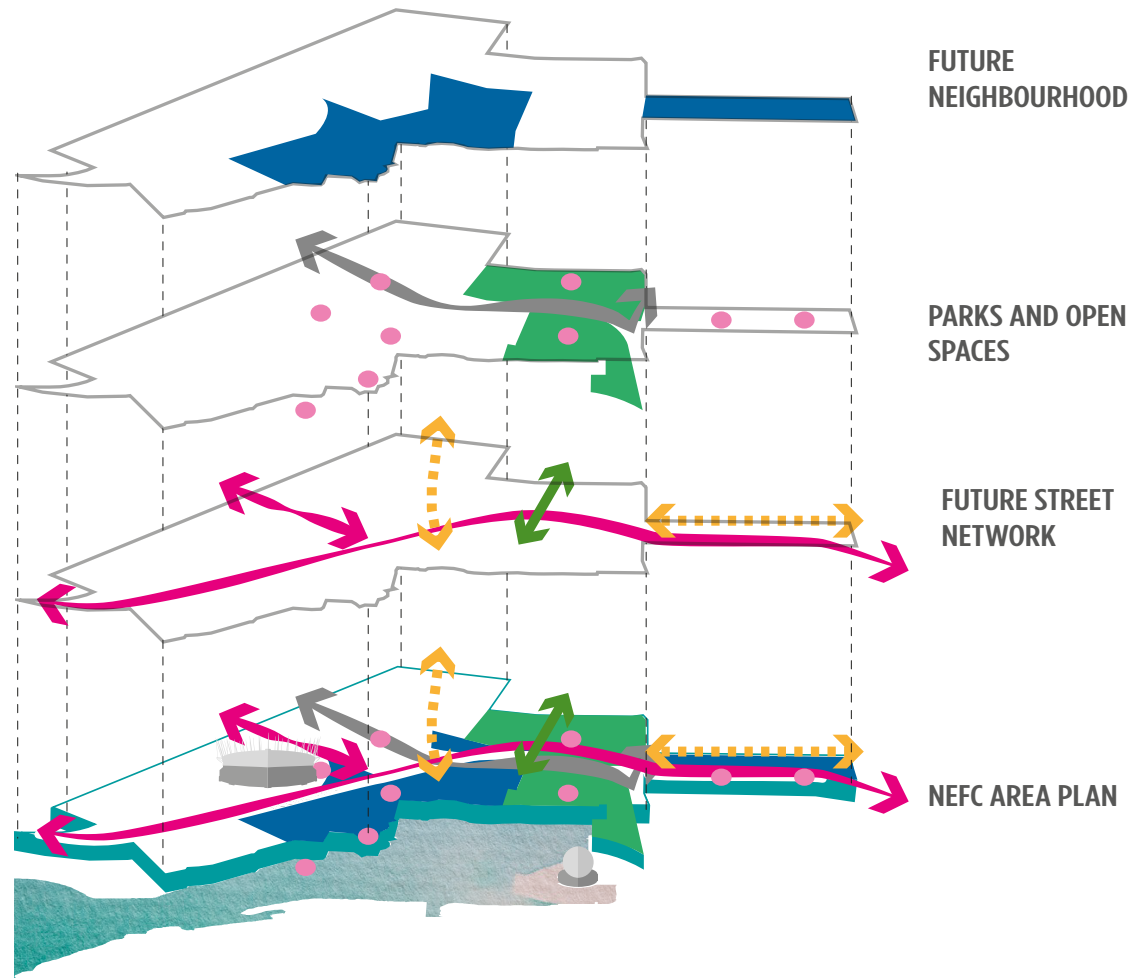 FUTURE
NEIGHBOURHOOD
PARKS AND OPEN
SPACES
FUTURE STREET
NETWORK
NEFC AREA PLAN